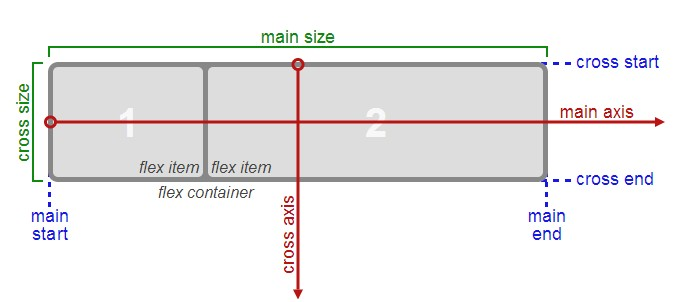 main size
cross start
cross size
1
2
main axis
flex item
flex item
cross end
flex container
main
start
cross axis
main
end